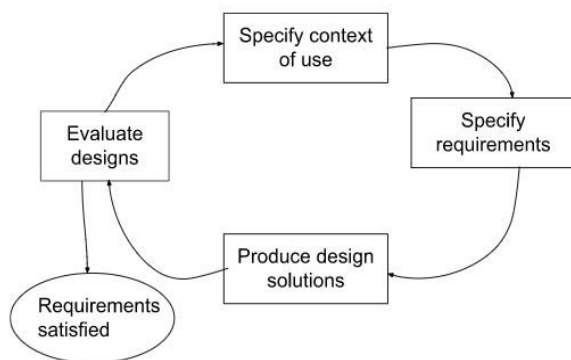 Specify context
of use
Specify
requirements
Produce design
solutions
Evaluate
designs
Requirements
satisfied